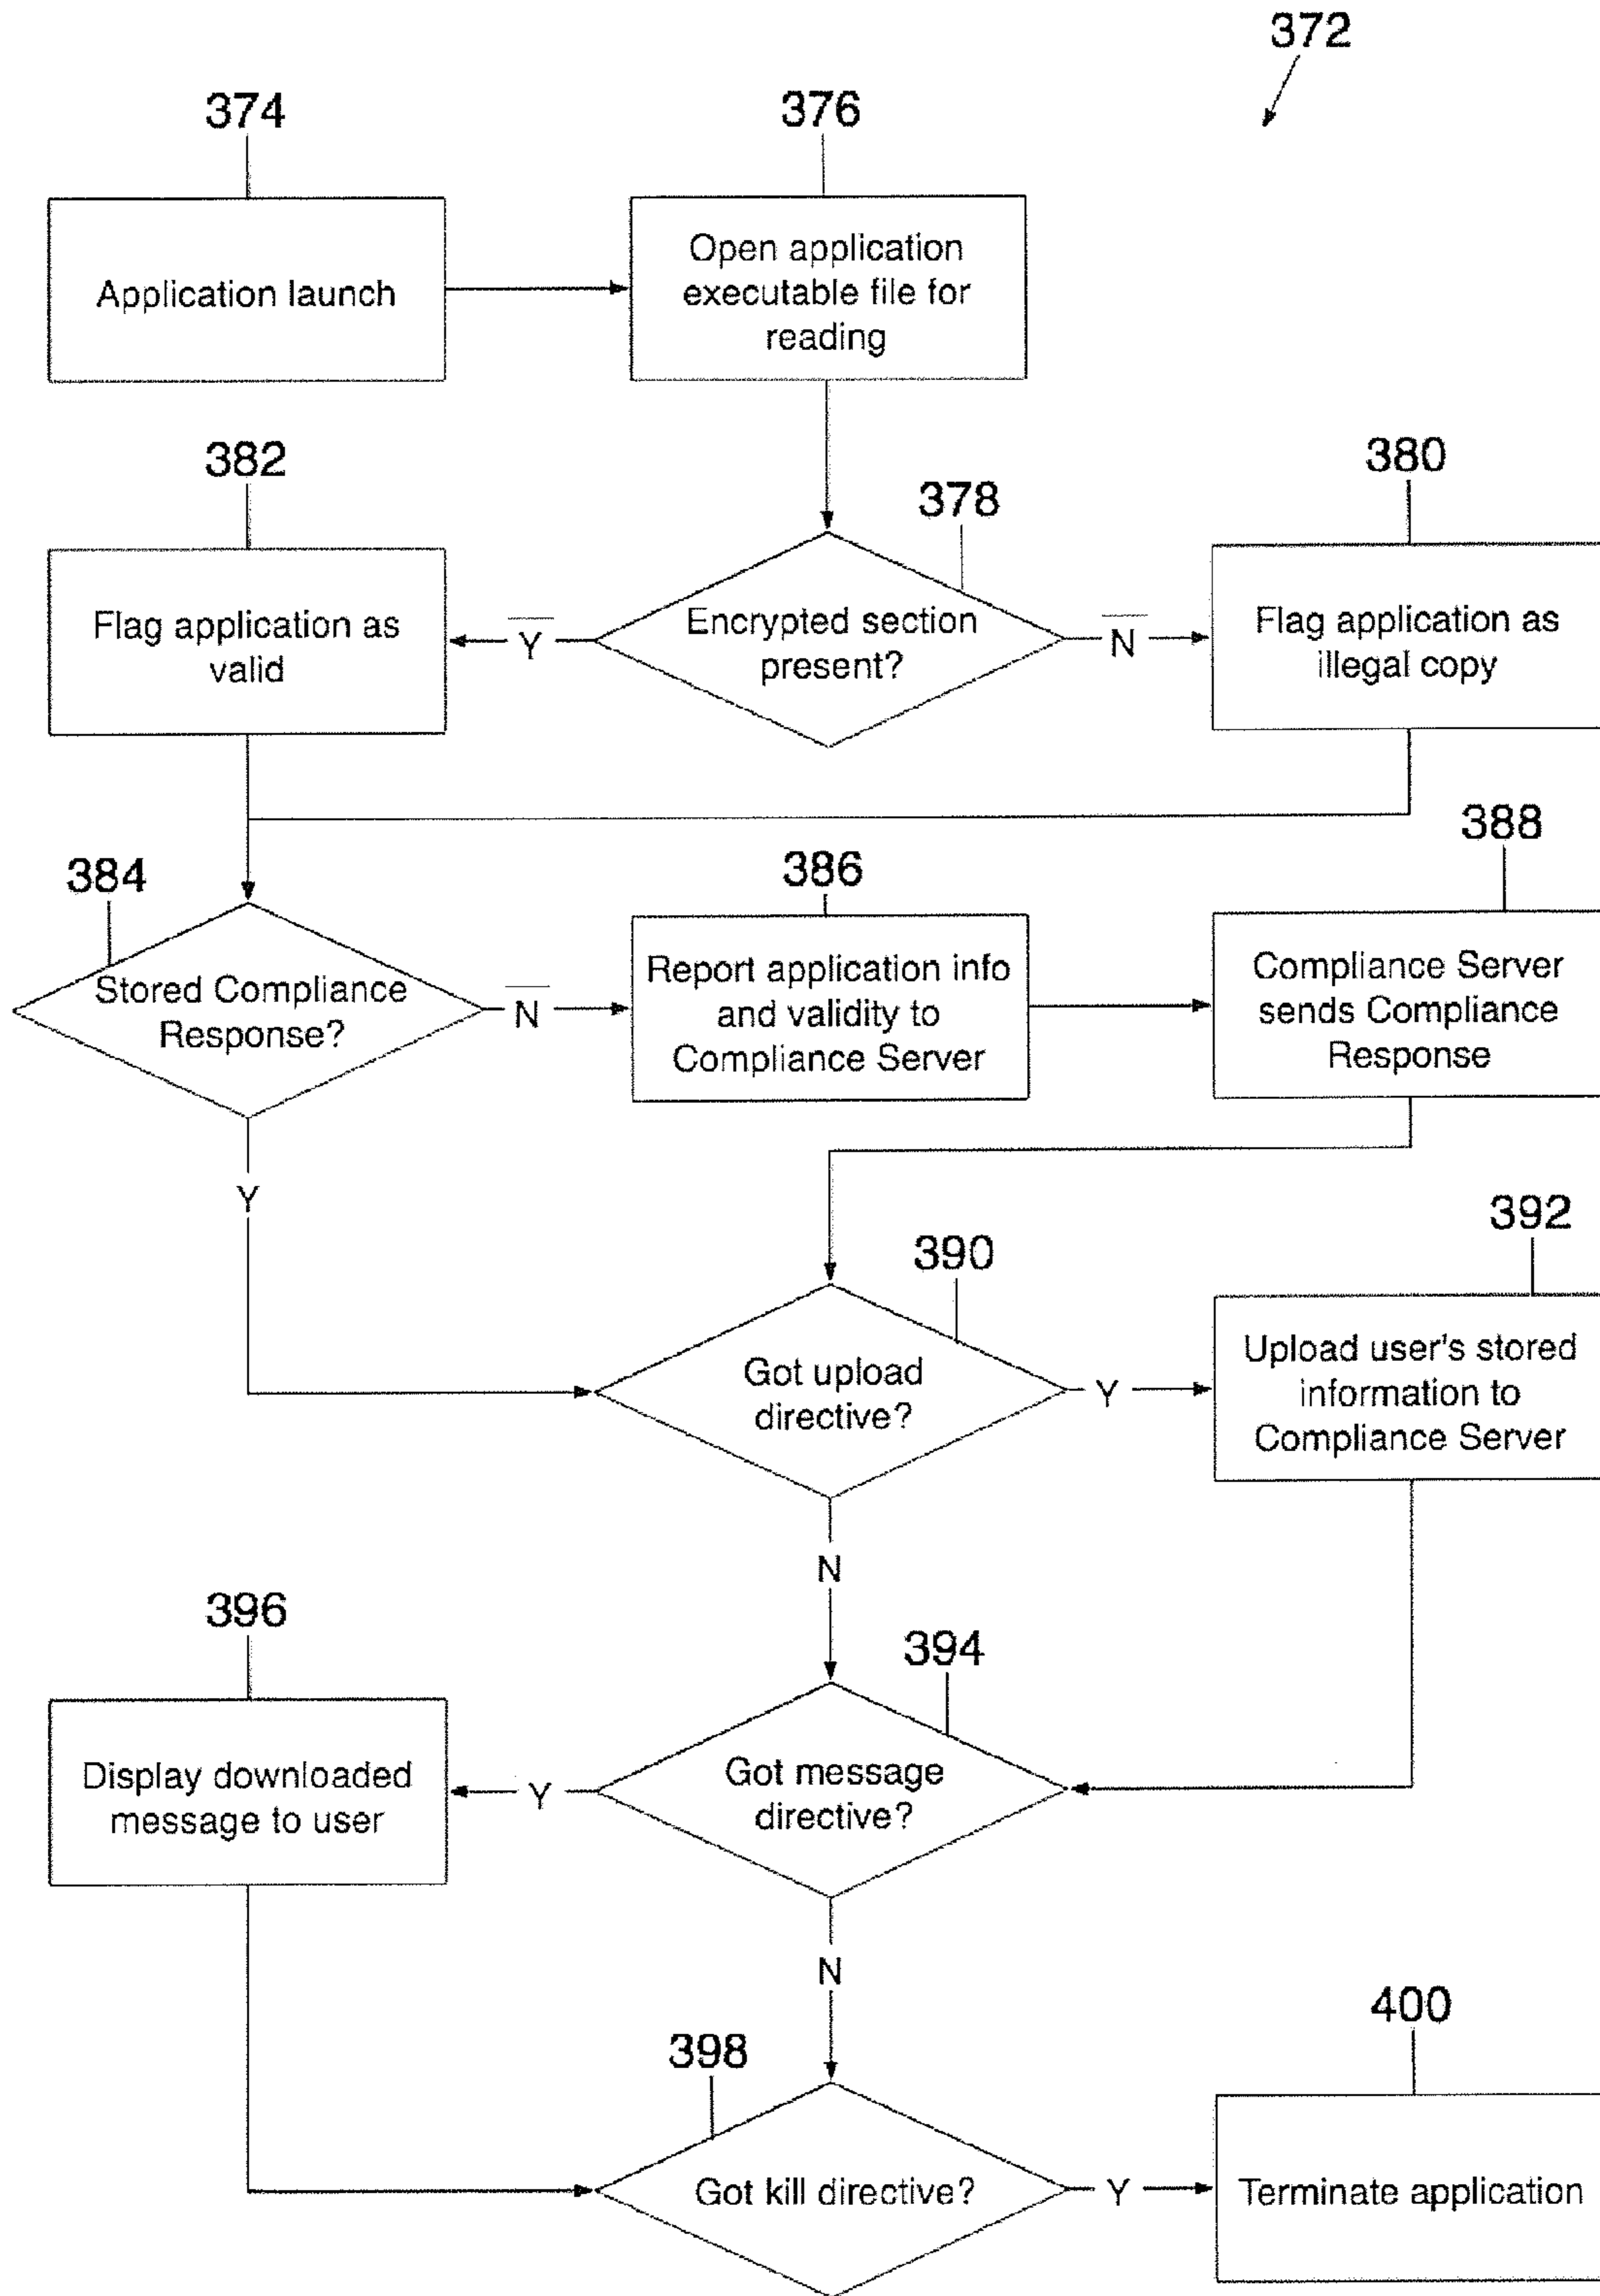 372
374
376
Application launch
Open application
executable file for
reading
382
380
378
Flag application as
valid
Y
Encrypted section
present?
N
Flag application as
illegal copy
388
384
386
Stored Compliance
Response?
N
Report application info
and validity to
Compliance Server
Compliance Server
sends Compliance
Response
Y
392
390
Got upload
directive?
Y
Upload user's stored
information to
Compliance Server
N
396
394
Display downloaded
message to user
Y
Got message
directive?
N
400
398
Got kill directive?
Y
Terminate application